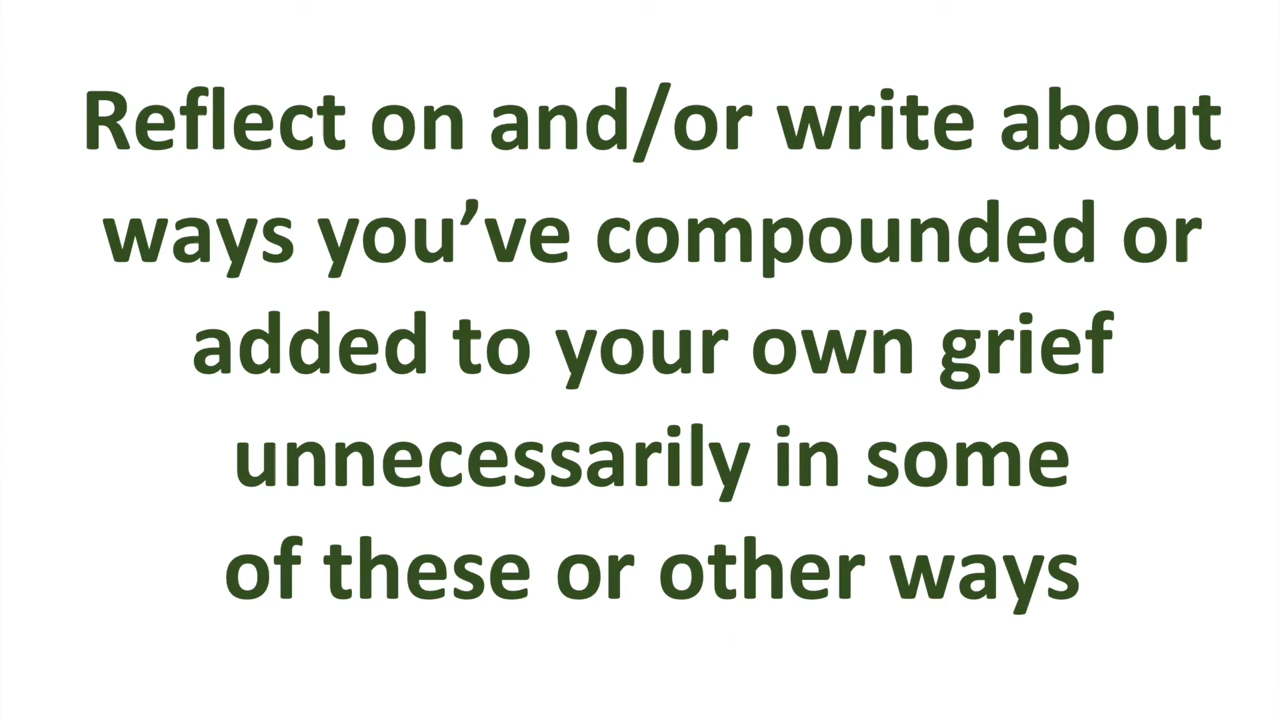 Reflect on and/or write about
ways you’ve compounded or
added to your own grief
unnecessarily in some
of these or other ways